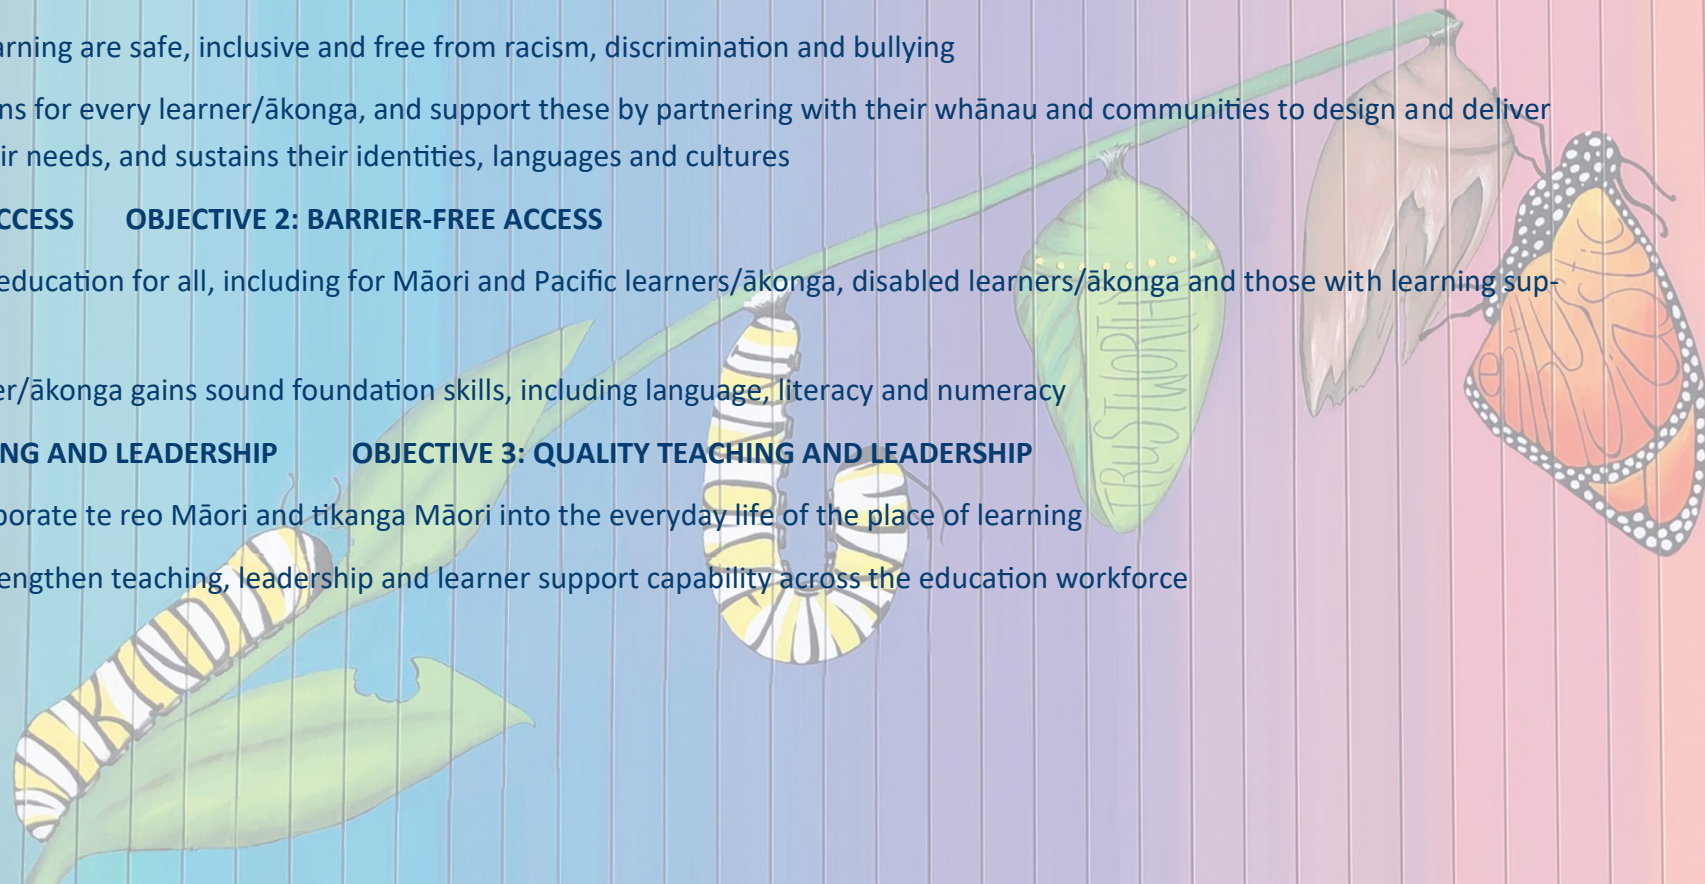 arning are safe, inclusive and free from racism, discrimination and bullying
ns for every learner/ākonga, and support these by partnering with their whānau and communities to design and deliver
ir needs, and sustains their identities, languages and cultures
CCESS OBJECTIVE 2: BARRIER-FREE ACCESS
education for all, including for Māori and Pacific learners/ākonga, disabled learners/ākonga and those with learning sup-
er/ākonga gains sound foundation skills, including language, literacy and numeracy
NG AND LEADERSHIP OBJECTIVE 3: QUALITY TEACHING AND LEADERSHIP
porate te reo Māori and tikanga Māori into the everyday life of the place of learning
engthen teaching, leadership and learner support capability across the education workforce
KIND
TRUSTWORTHY